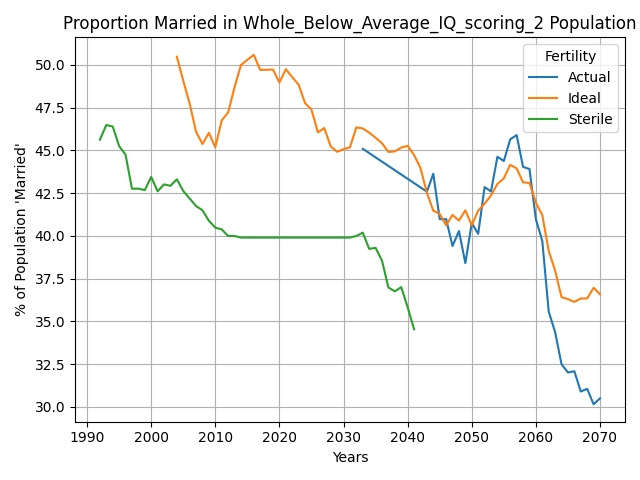 Proportion Married in Whole_Below_Average_IQ_scoring_2 Population
% of Population 'Married'
50.0
47.5
45.0
42.5
40.0
37.5
35.0
32.5
30.0
Fertility
Actual
Ideal
Sterile
1990 2000 2010 2020 2030 2040 2050 2060 2070
Years